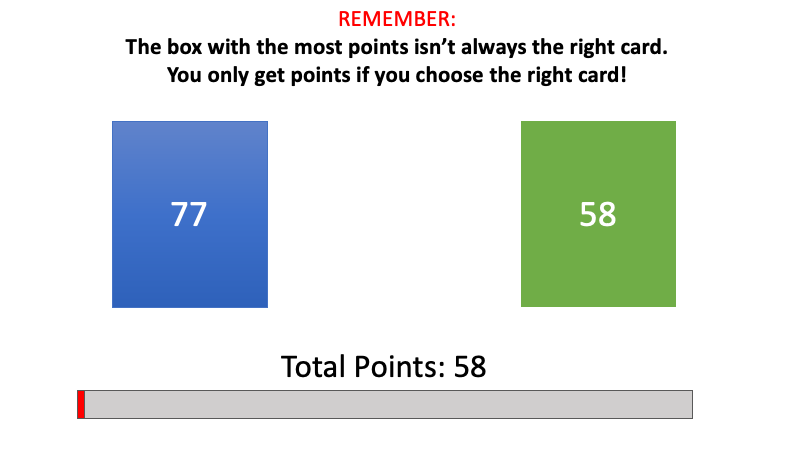 REMEMBER:
The box with the most points isn’t always the right card.
You only get points if you choose the right card!
77
58
Total Points: 58